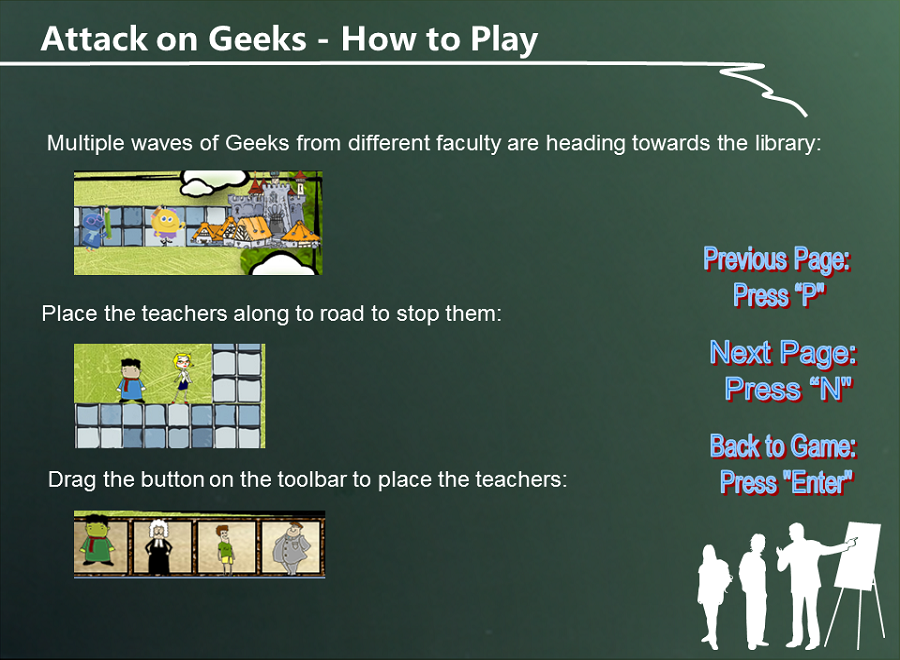 Attack on Geeks - How to Play
Multiple waves of Geeks from different faculty are heading towards the library:
Place the teachers along to road to stop them:
Drag the button on the toolbar to place the teachers:
Previous Page:
Press “P"
Next Page:
Press “N"
Back to Game:
Press "Enter"